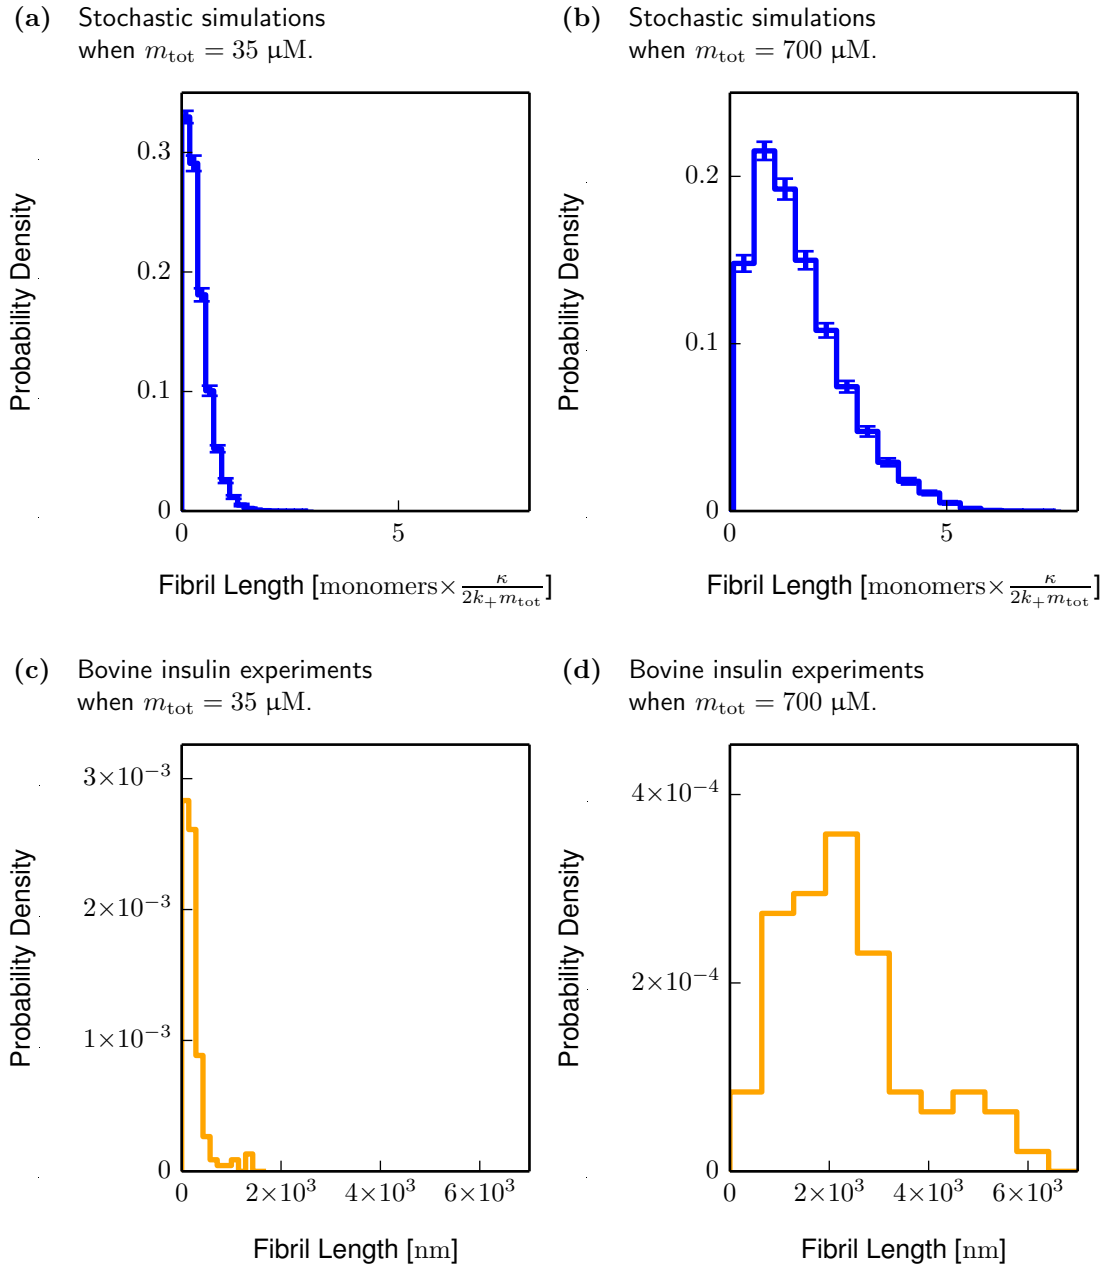 (a) Stochastic simulations
when m_tot = 35 μM.
(b) Stochastic simulations
when m_tot = 700 μM.
Probability Density
0.3
0.2
0.1
0
0 5
Fibril Length [monomers× κ/(2k₊m_tot)]
Probability Density
0.2
0.1
0
0 5
Fibril Length [monomers× κ/(2k₊m_tot)]
(c) Bovine insulin experiments
when m_tot = 35 μM.
(d) Bovine insulin experiments
when m_tot = 700 μM.
Probability Density
3×10⁻³
2×10⁻³
1×10⁻³
0
0 2×10³ 4×10³ 6×10³
Fibril Length [nm]
Probability Density
4×10⁻⁴
2×10⁻⁴
0
0 2×10³ 4×10³ 6×10³
Fibril Length [nm]